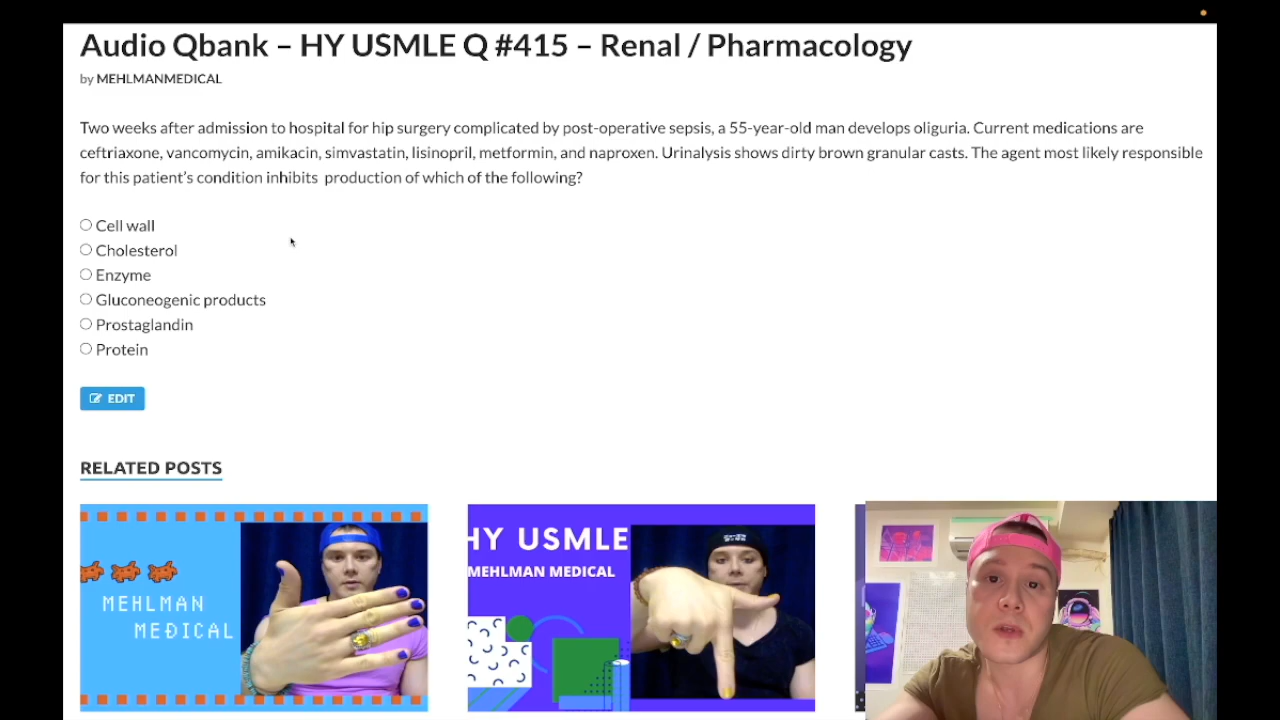 Audio Qbank – HY USMLE Q #415 – Renal / Pharmacology
by MEHLMANMEDICAL
Two weeks after admission to hospital for hip surgery complicated by post-operative sepsis, a 55-year-old man develops oliguria. Current medications are
ceftriaxone, vancomycin, amikacin, simvastatin, lisinopril, metformin, and naproxen. Urinalysis shows dirty brown granular casts. The agent most likely responsible
for this patient's condition inhibits production of which of the following?
Cell wall
Cholesterol
Enzyme
Gluconeogenic products
Prostaglandin
Protein
EDIT
RELATED POSTS
MEHLMAN
MEDICAL
HY USMLE
MEHLMAN MEDICAL